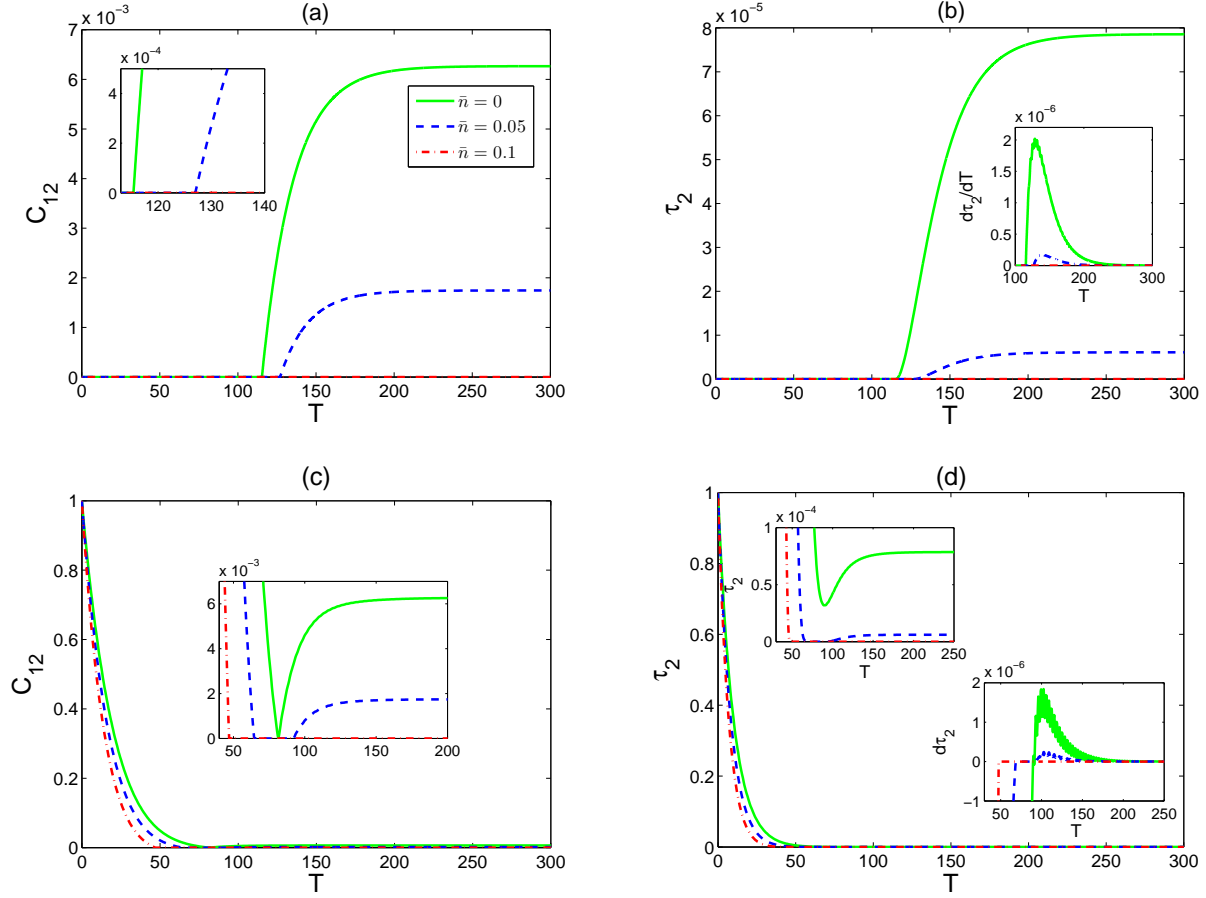 (a)
x 10⁻³
7
6
5
4
3
2
1
0
C₁₂
0 50 100 150 200 250 300
T
x 10⁻⁴
4
2
0
120 130 140
n̄ = 0
n̄ = 0.05
n̄ = 0.1
(b)
x 10⁻⁵
8
7
6
5
4
3
2
1
0
τ₂
0 50 100 150 200 250 300
T
x 10⁻⁶
2
1.5
1
0.5
0
dτ₂/dT
100 150 200 250 300
T
(c)
1
0.8
0.6
0.4
0.2
0
C₁₂
0 50 100 150 200 250 300
T
x 10⁻³
6
4
2
0
50 100 150 200
(d)
1
0.8
0.6
0.4
0.2
0
τ₂
0 50 100 150 200 250 300
T
x 10⁻⁴
1
0.5
0
τ₂
50 100 150 200 250
T
x 10⁻⁶
2
1
0
−1
dτ₂
50 100 150 200 250
T